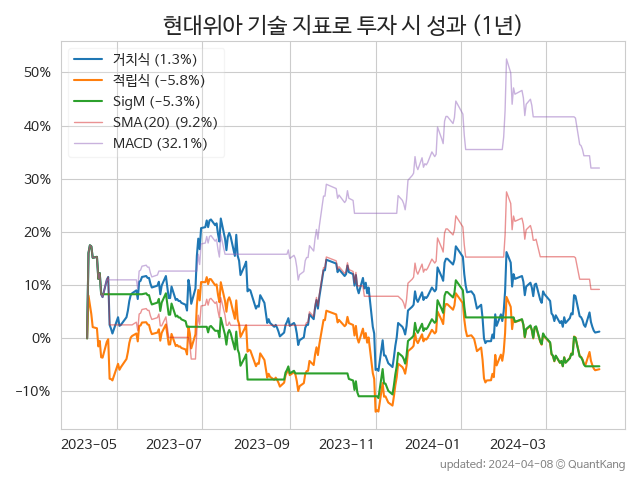 현대위아 기술 지표로 투자 시 성과 (1년)
거치식 (1.3%)
적립식 (−5.8%)
SigM (−5.3%)
SMA(20) (9.2%)
MACD (32.1%)
50%
40%
30%
20%
10%
0%
−10%
2023-05 2023-07 2023-09 2023-11 2024-01 2024-03
updated: 2024-04-08 © QuantKang